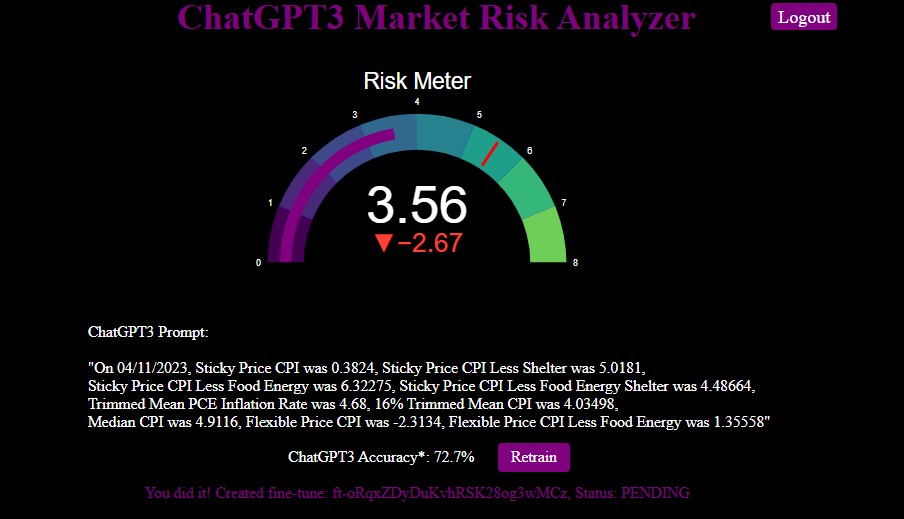 ChatGPT3 Market Risk Analyzer
Logout
Risk Meter
0
1
2
3
4
5
6
7
8
3.56
▼−2.67
ChatGPT3 Prompt:
"On 04/11/2023, Sticky Price CPI was 0.3824, Sticky Price CPI Less Shelter was 5.0181,
Sticky Price CPI Less Food Energy was 6.32275, Sticky Price CPI Less Food Energy Shelter was 4.48664,
Trimmed Mean PCE Inflation Rate was 4.68, 16% Trimmed Mean CPI was 4.03498,
Median CPI was 4.9116, Flexible Price CPI was -2.3134, Flexible Price CPI Less Food Energy was 1.35558"
ChatGPT3 Accuracy*: 72.7%
Retrain
You did it! Created fine-tune: ft-oRqxZDyDuKvhRSK28og3wMCz, Status: PENDING